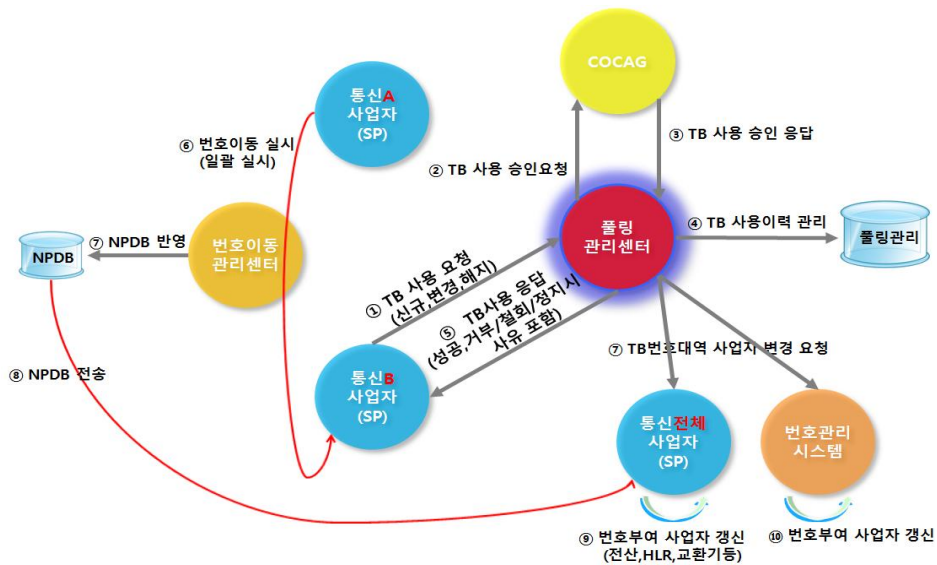 COCAG
통신A
사업자
(SP)
⑥ 번호이동 실시
(일괄 실시)
③ TB 사용 승인 응답
② TB 사용 승인요청
풀링
관리센터
④ TB 사용이력 관리
풀링관리
번호이동
관리센터
⑦ NPDB 반영
NPDB
① TB 사용 요청
(신규,변경,해지)
⑤ TB사용 응답
(성공,거부/철회/정지시
사유 포함)
⑦ TB번호대역 사업자 변경 요청
⑧ NPDB 전송
통신B
사업자
(SP)
통신전체
사업자
(SP)
번호관리
시스템
⑨ 번호부여 사업자 갱신
(전산,HLR,교환기등)
⑩ 번호부여 사업자 갱신